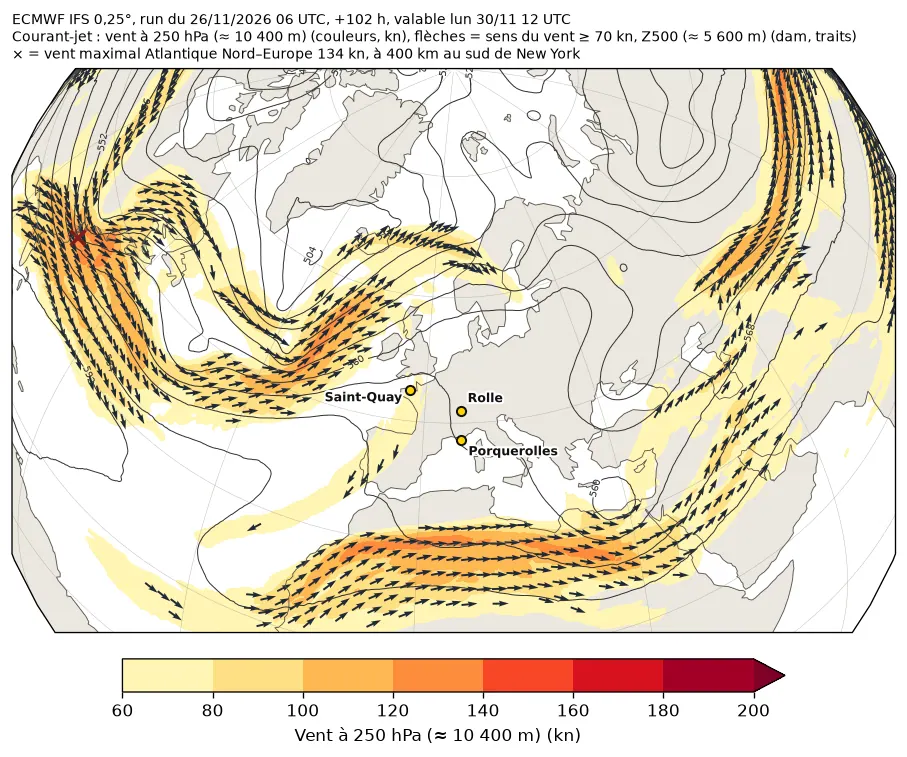 ECMWF IFS 0,25°, run du 26/11/2026 06 UTC, +102 h, valable lun 30/11 12 UTC
Courant-jet : vent à 250 hPa (≈ 10 400 m) (couleurs, kn), flèches = sens du vent ≥ 70 kn, Z500 (≈ 5 600 m) (dam, traits)
× = vent maximal Atlantique Nord–Europe 134 kn, à 400 km au sud de New York
552
504
568
560
Saint-Quay
Rolle
Porquerolles
560
60 80 100 120 140 160 180 200
Vent à 250 hPa (≈ 10 400 m) (kn)